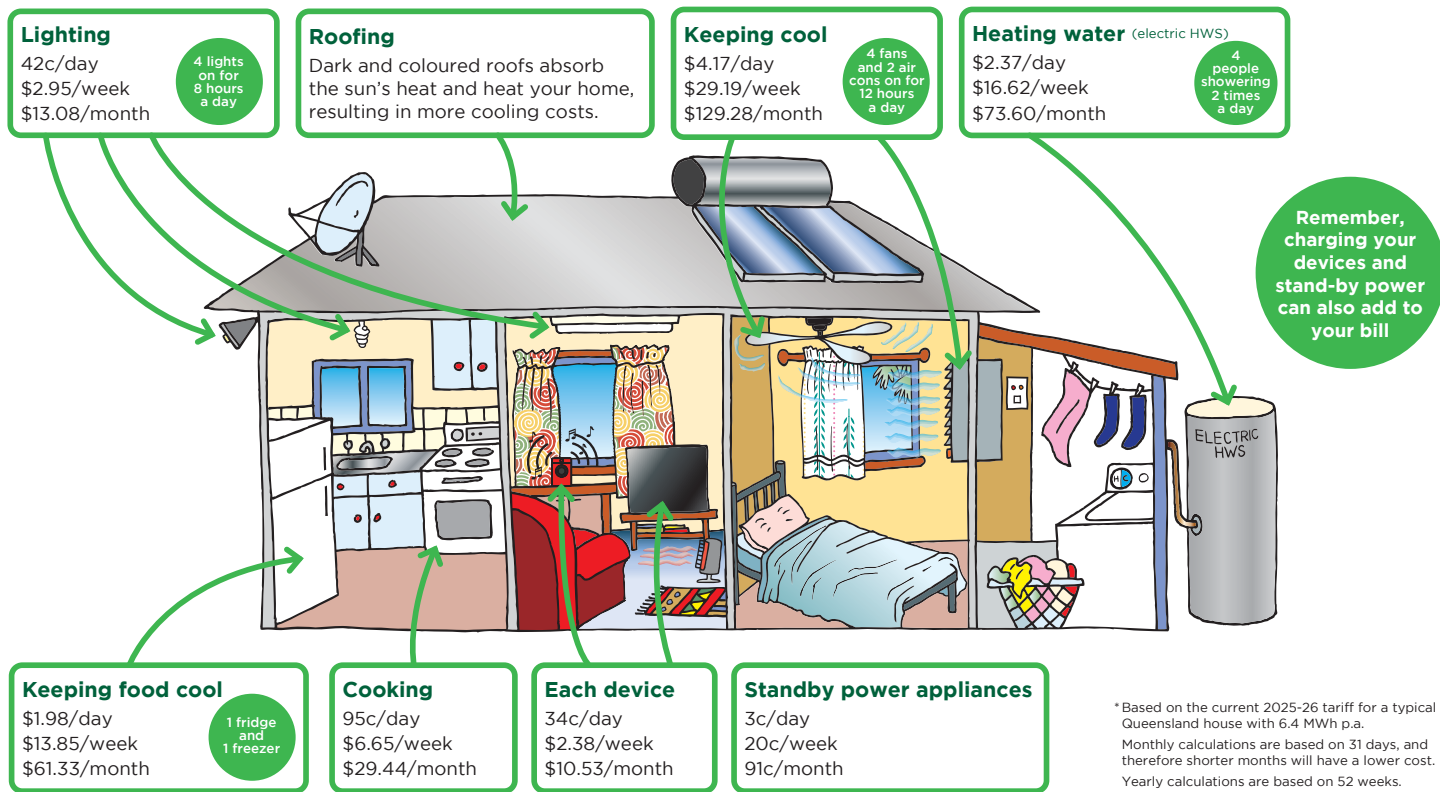 Lighting
42c/day
$2.95/week
$13.08/month
4 lights
on for
8 hours
a day
Roofing
Dark and coloured roofs absorb
the sun's heat and heat your home,
resulting in more cooling costs.
Keeping cool
$4.17/day
$29.19/week
$129.28/month
4 fans
and 2 air
cons on for
12 hours
a day
Heating water (electric HWS)
$2.37/day
$16.62/week
$73.60/month
4
people
showering
2 times
a day
Remember,
charging your
devices and
stand-by power
can also add to
your bill
ELECTRIC
HWS
H C
Keeping food cool
$1.98/day
$13.85/week
$61.33/month
1 fridge
and
1 freezer
Cooking
95c/day
$6.65/week
$29.44/month
Each device
34c/day
$2.38/week
$10.53/month
Standby power appliances
3c/day
20c/week
91c/month
* Based on the current 2025-26 tariff for a typical
Queensland house with 6.4 MWh p.a.
Monthly calculations are based on 31 days, and
therefore shorter months will have a lower cost.
Yearly calculations are based on 52 weeks.